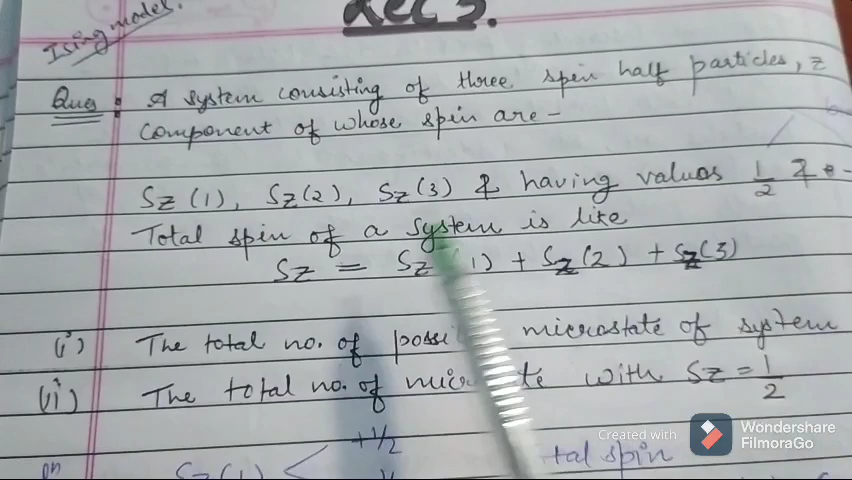 Lec 3.
Ising model.
Ques : A system consisting of three spin half particles, z
component of whose spin are -
Sz (1), Sz (2), Sz (3) & having values 1/2 & -
Total spin of a system is like
Sz = Sz (1) + Sz (2) + Sz (3)
(i) The total no. of microstate of system
(ii) The total no. of with Sz = 1/2
+1/2
Sz (1) < spin
Created with
Wondershare
FilmoraGo